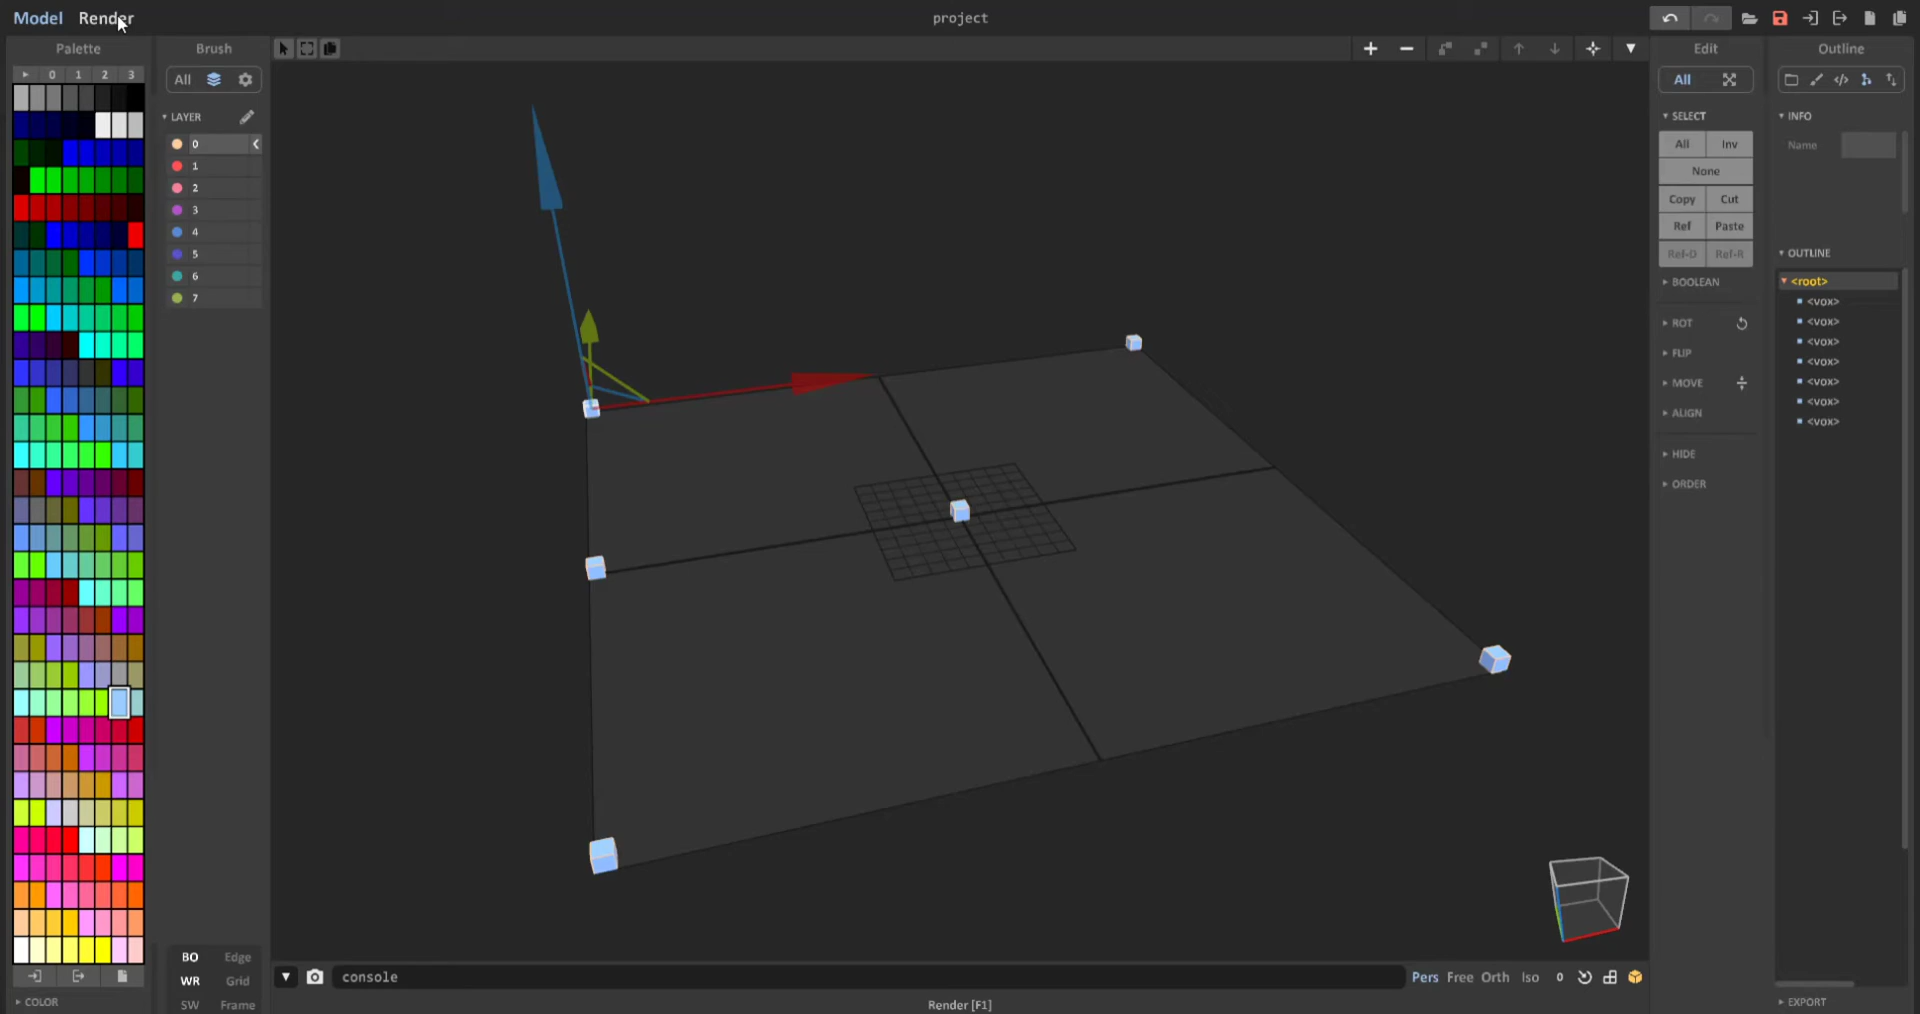 Model Render
project
Palette
0 1 2 3
COLOR
Brush
All
LAYER
0
1
2
3
4
5
6
7
BO Edge
WR Grid
SW Frame
console
Pers Free Orth Iso 0
Render [F1]
Edit
All
SELECT
All Inv
None
Copy Cut
Ref Paste
Ref-D Ref-R
BOOLEAN
ROT
FLIP
MOVE
ALIGN
HIDE
ORDER
Outline
INFO
Name
OUTLINE
<root>
<vox>
<vox>
<vox>
<vox>
<vox>
<vox>
<vox>
EXPORT